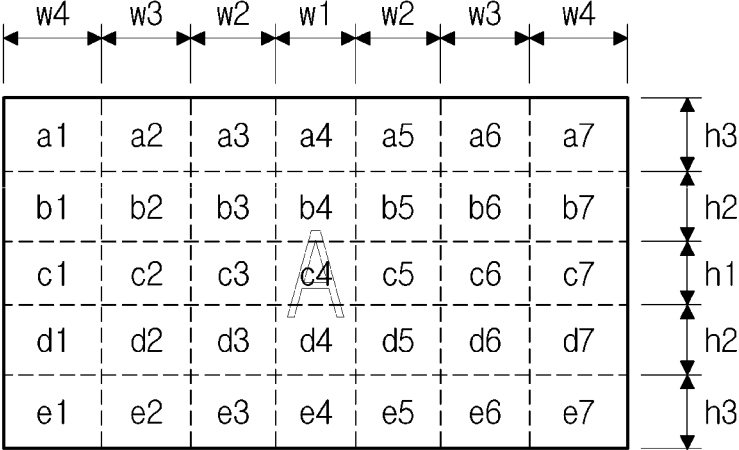 w4 w3 w2 w1 w2 w3 w4
a1 a2 a3 a4 a5 a6 a7 h3
b1 b2 b3 b4 b5 b6 b7 h2
A
c1 c2 c3 c4 c5 c6 c7 h1
d1 d2 d3 d4 d5 d6 d7 h2
e1 e2 e3 e4 e5 e6 e7 h3